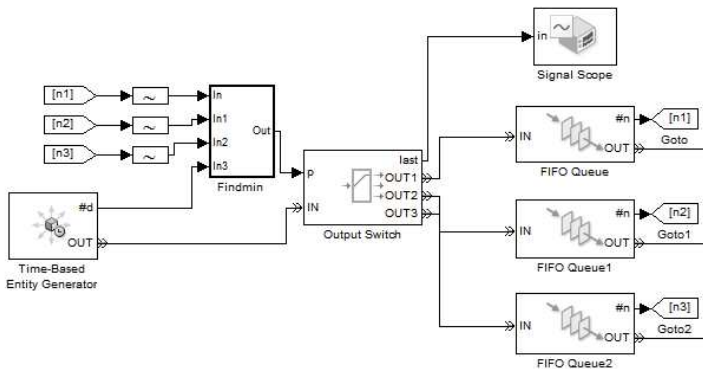 in
Signal Scope
[n1]
[n2]
[n3]
~
~
~
In
In1
In2
In3
Out
Findmin
#d
OUT
Time-Based
Entity Generator
p
IN
last
OUT1
OUT2
OUT3
Output Switch
IN
#n
OUT
FIFO Queue
[n1]
Goto
IN
#n
OUT
FIFO Queue1
[n2]
Goto1
IN
#n
OUT
FIFO Queue2
[n3]
Goto2